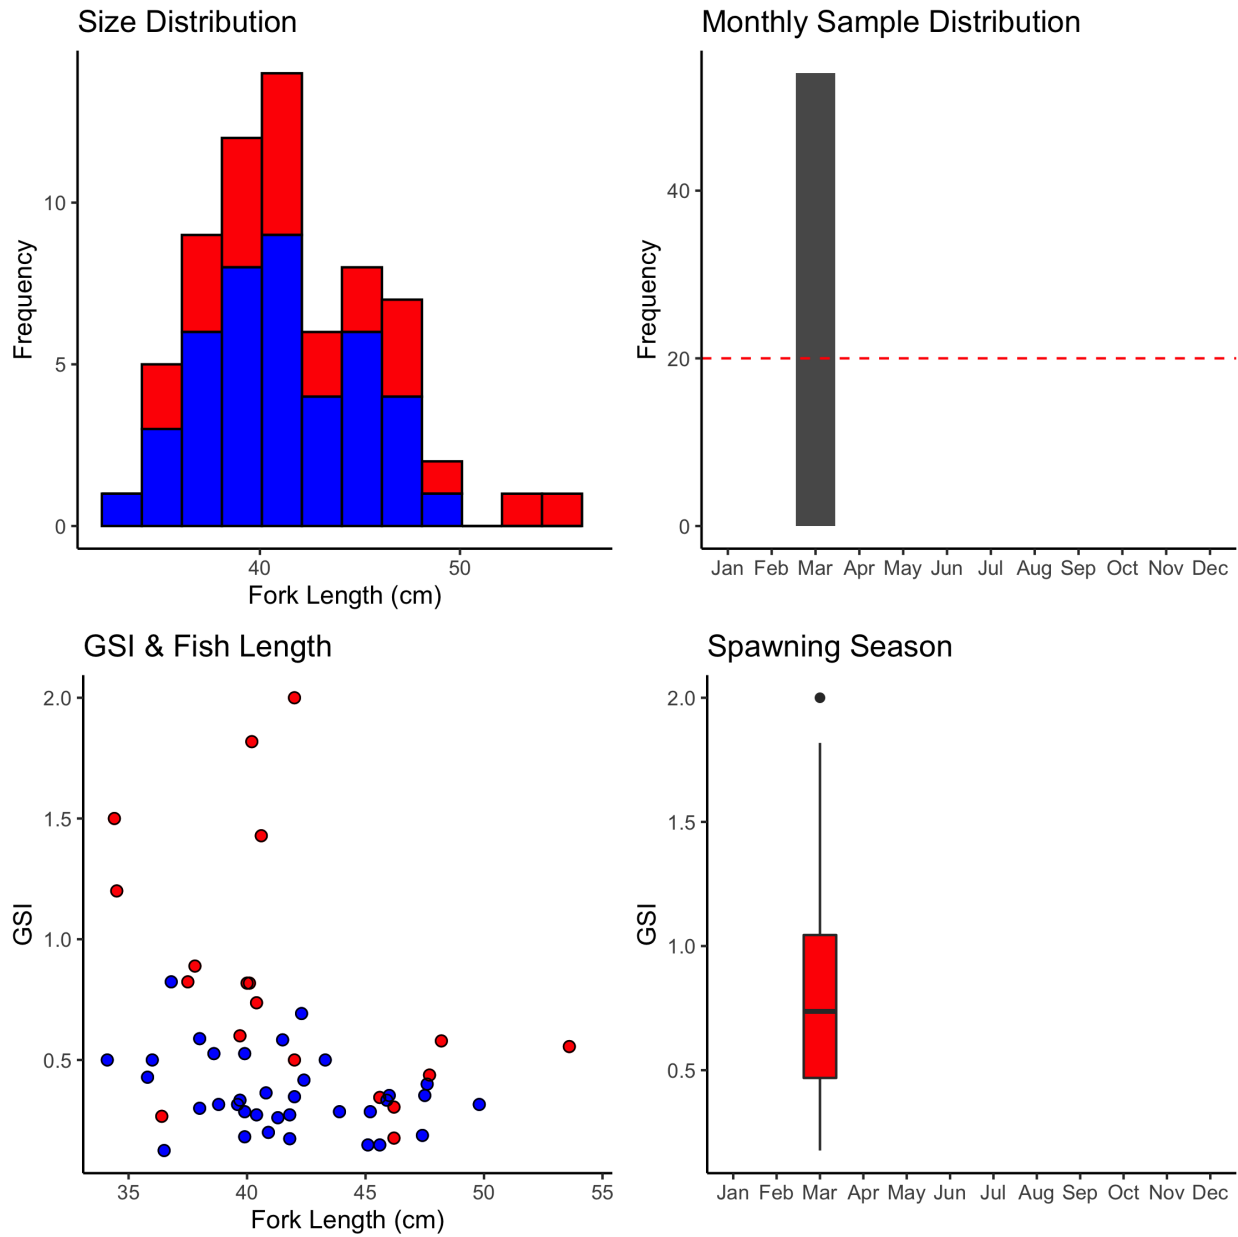 Size Distribution
Frequency
10
5
0
40 50
Fork Length (cm)
Monthly Sample Distribution
Frequency
40
20
0
Jan Feb Mar Apr May Jun Jul Aug Sep Oct Nov Dec
GSI & Fish Length
GSI
2.0
1.5
1.0
0.5
35 40 45 50 55
Fork Length (cm)
Spawning Season
GSI
2.0
1.5
1.0
0.5
Jan Feb Mar Apr May Jun Jul Aug Sep Oct Nov Dec